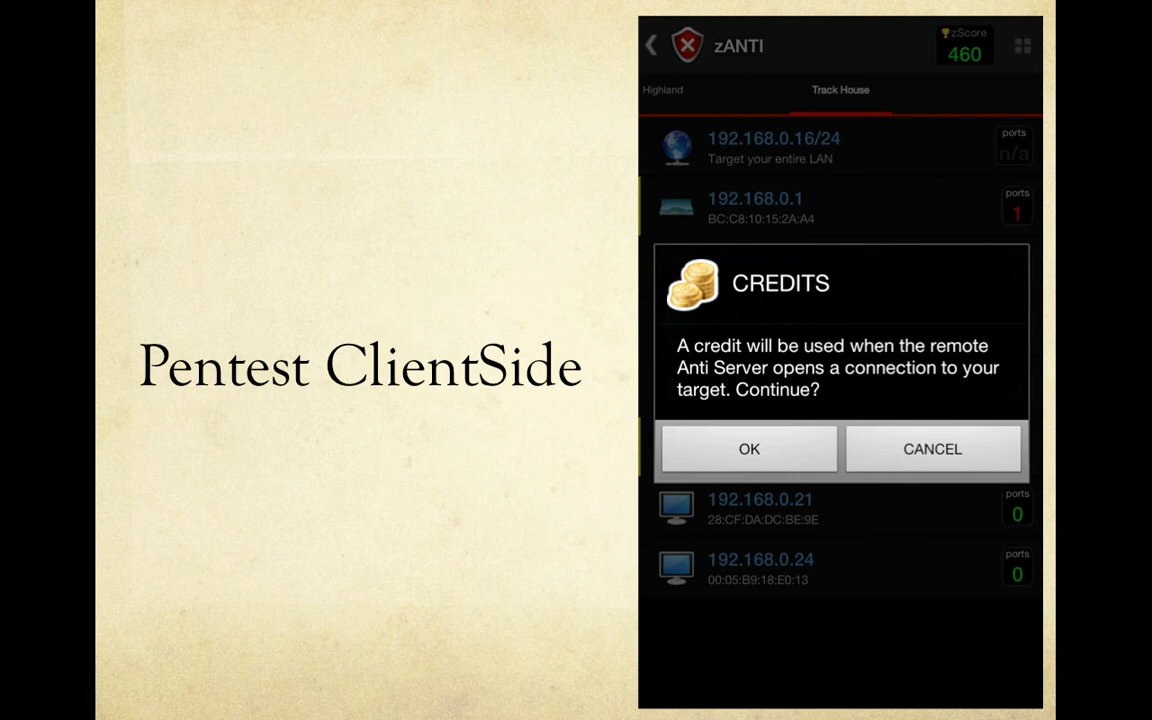 Pentest ClientSide
zANTI
zScore
460
Highland
Track House
192.168.0.16/24
Target your entire LAN
ports
n/a
192.168.0.1
BC:C8:10:15:2A:A4
ports
1
CREDITS
A credit will be used when the remote
Anti Server opens a connection to your
target. Continue?
OK
CANCEL
192.168.0.21
28:CF:DA:DC:BE:9E
ports
0
192.168.0.24
00:05:B9:18:E0:13
ports
0